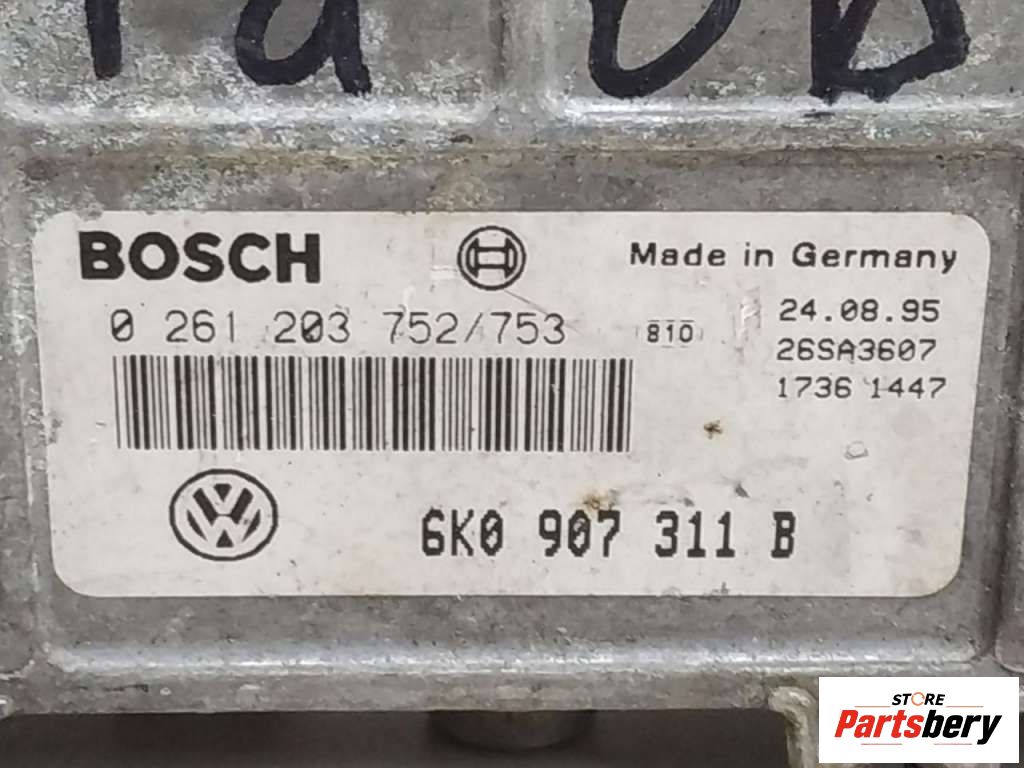 BOSCH
Made in Germany
0 261 203 752/753
810
24.08.95
26SA3607
1736 1447
6K0 907 311 B
STORE
Partsbery